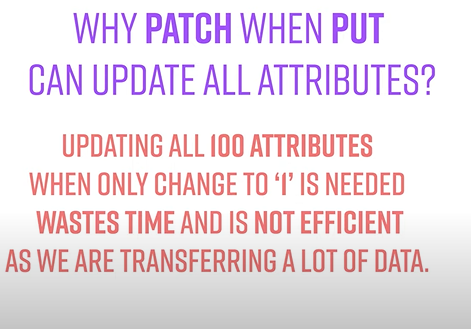 WHY PATCH WHEN PUT
CAN UPDATE ALL ATTRIBUTES?
UPDATING ALL 100 ATTRIBUTES
WHEN ONLY CHANGE TO '1' IS NEEDED
WASTES TIME AND IS NOT EFFICIENT
AS WE ARE TRANSFERRING A LOT OF DATA.